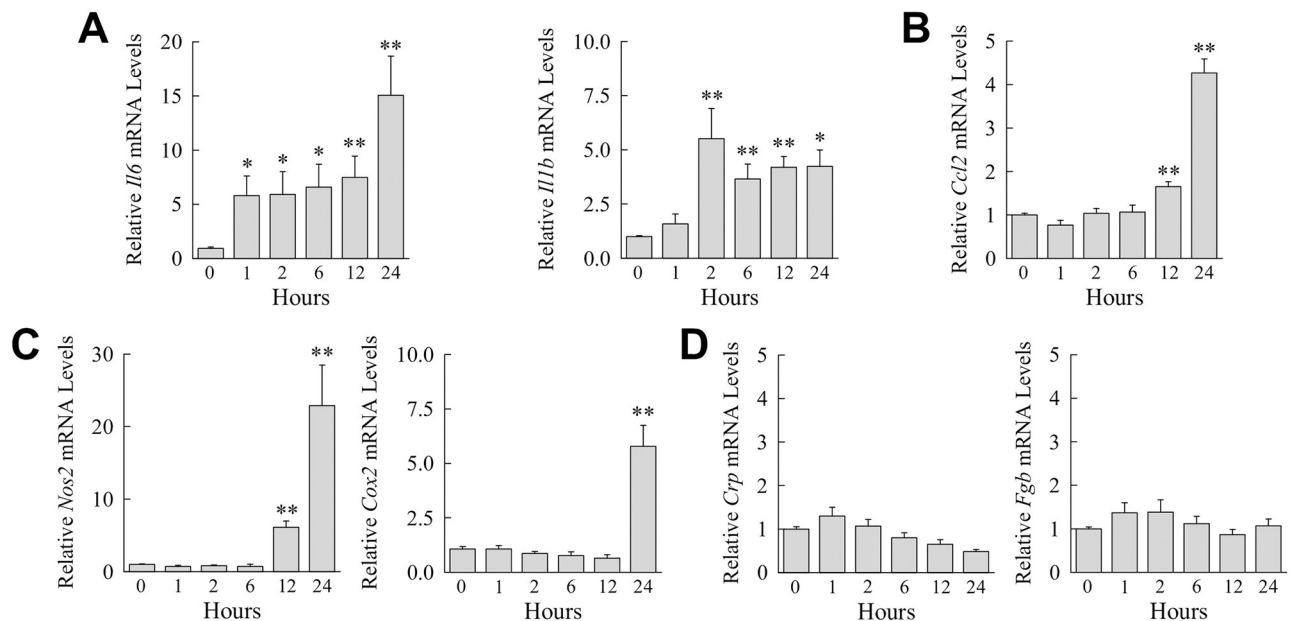 A
Relative Il6 mRNA Levels
20
**
15
10
* * * **
5
0
0 1 2 6 12 24
Hours
Relative Il1b mRNA Levels
10.0
7.5
**
5.0
** ** *
2.5
0.0
0 1 2 6 12 24
Hours
B
Relative Ccl2 mRNA Levels
5
**
4
3
2
**
1
0
0 1 2 6 12 24
Hours
C
Relative Nos2 mRNA Levels
30
**
20
10
**
0
0 1 2 6 12 24
Hours
Relative Cox2 mRNA Levels
10.0
7.5
**
5.0
2.5
0.0
0 1 2 6 12 24
Hours
D
Relative Crp mRNA Levels
5
4
3
2
1
0
0 1 2 6 12 24
Hours
Relative Fgb mRNA Levels
5
4
3
2
1
0
0 1 2 6 12 24
Hours